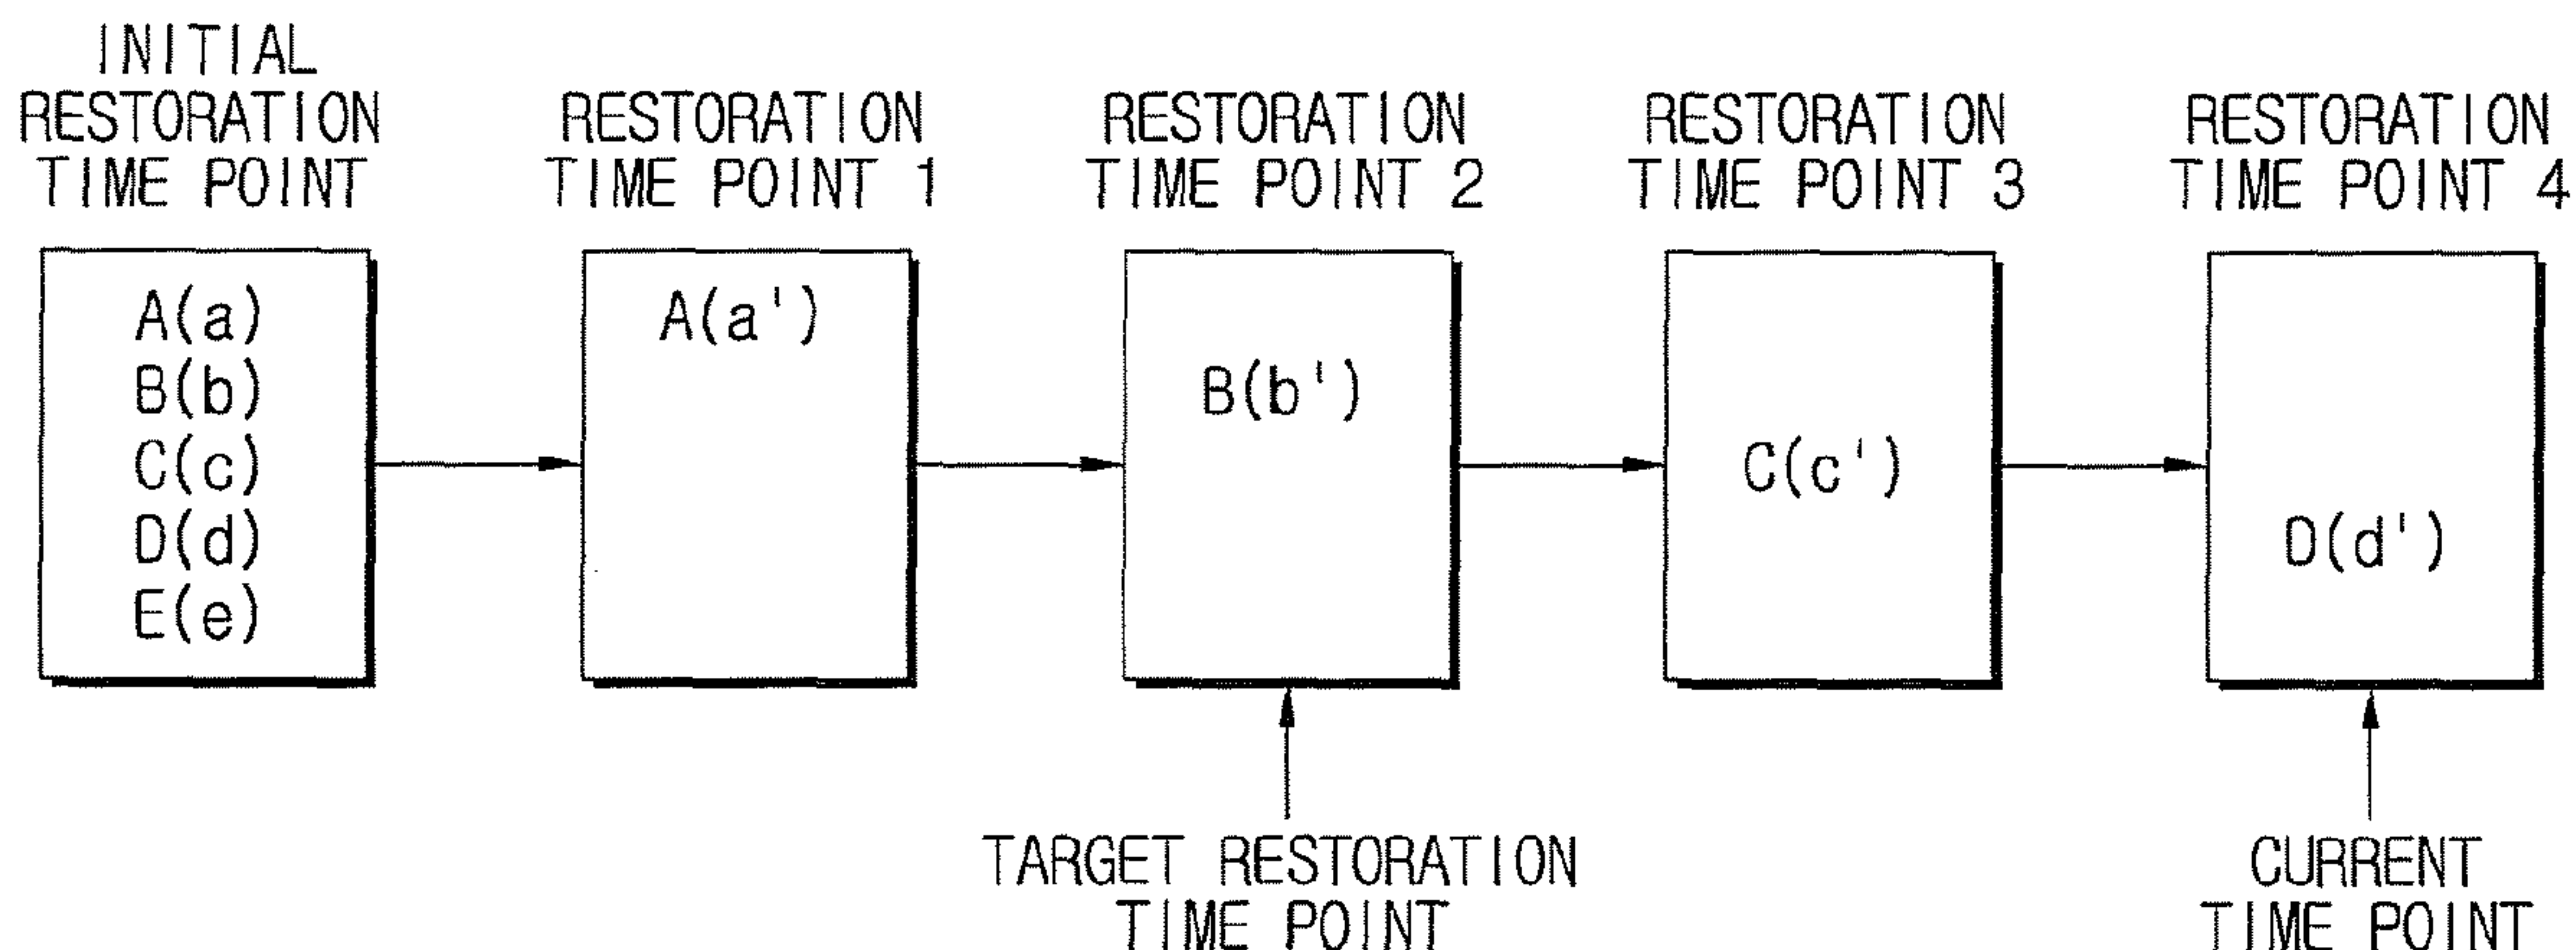 INITIAL
RESTORATION
TIME POINT
RESTORATION
TIME POINT 1
RESTORATION
TIME POINT 2
RESTORATION
TIME POINT 3
RESTORATION
TIME POINT 4
A(a)
B(b)
C(c)
D(d)
E(e)
A(a')
B(b')
C(c')
D(d')
TARGET RESTORATION
TIME POINT
CURRENT
TIME POINT